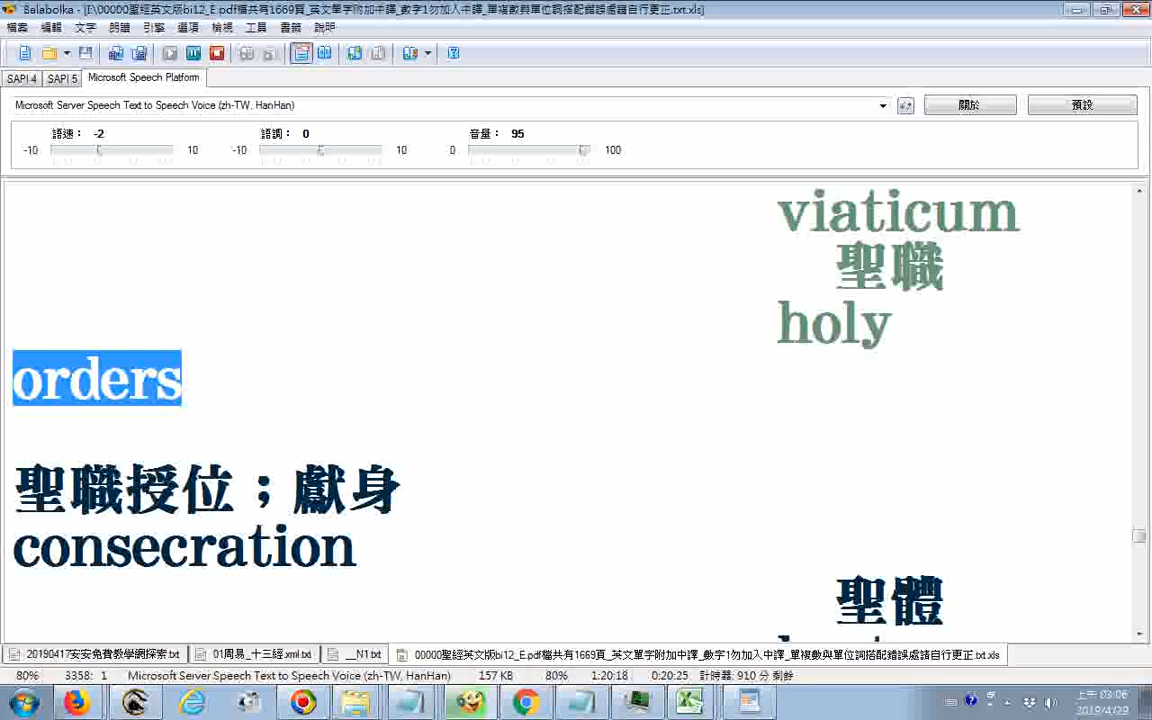 Balabolka - [I:\00000聖經英文版bi12_E.pdf檔共有1669頁_英文單字附加中譯_數字1勿加入中譯_單複數與單位詞搭配錯誤處請自行更正.txt.xls]
檔案 編輯 文字 朗讀 引擎 選項 檢視 工具 書籤 說明
SAPI 4 SAPI 5 Microsoft Speech Platform
Microsoft Server Speech Text to Speech Voice (zh-TW, HanHan) 關於 預設
語速： -2 語調： 0 音量： 95
-10 10 -10 10 0 100
viaticum
聖職
holy
orders
聖職授位；獻身
consecration
聖體
20190417安安免費教學網探索.txt 01周易_十三經.xml.txt __N1.txt 00000聖經英文版bi12_E.pdf檔共有1669頁_英文單字附加中譯_數字1勿加入中譯_單複數與單位詞搭配錯誤處請自行更正.txt.xls
80% 3358: 1 Microsoft Server Speech Text to Speech Voice (zh-TW, HanHan) 157 KB 80% 1:20:18 0:20:25 計時器: 910 分 剩餘
上午 03:06
2019/4/29